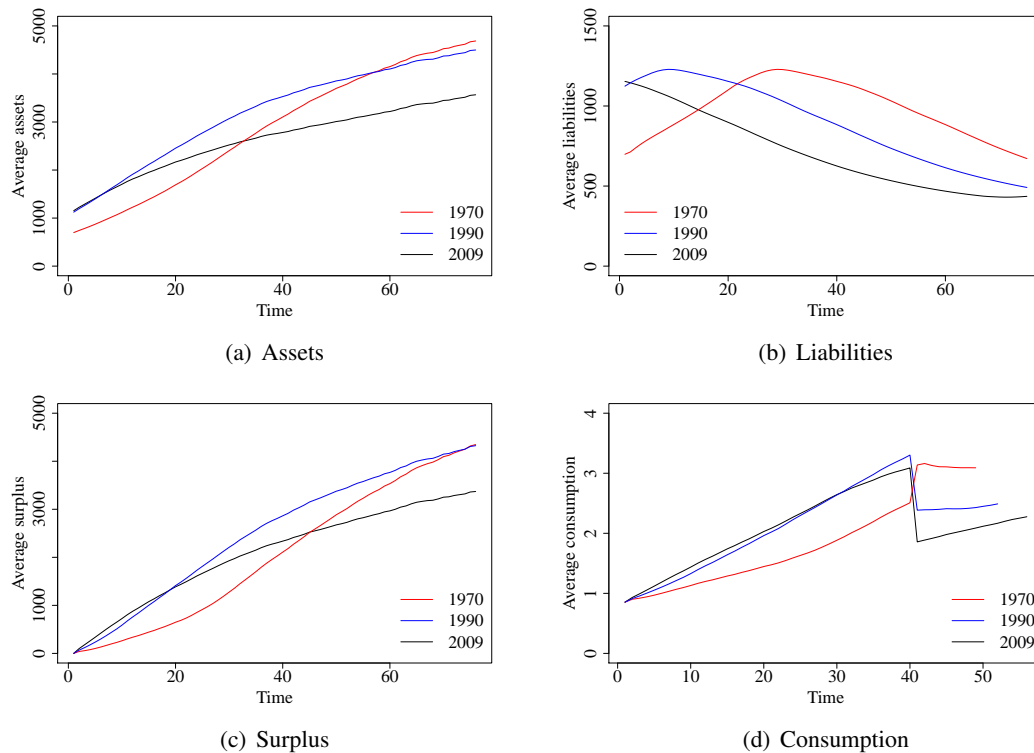 Average assets
5000
3000
1000
0
0 20 40 60
Time
1970
1990
2009
(a) Assets
Average liabilities
1500
1000
500
0
0 20 40 60
Time
1970
1990
2009
(b) Liabilities
Average surplus
5000
3000
1000
0
0 20 40 60
Time
1970
1990
2009
(c) Surplus
Average consumption
4
3
2
1
0
0 10 20 30 40 50
Time
1970
1990
2009
(d) Consumption